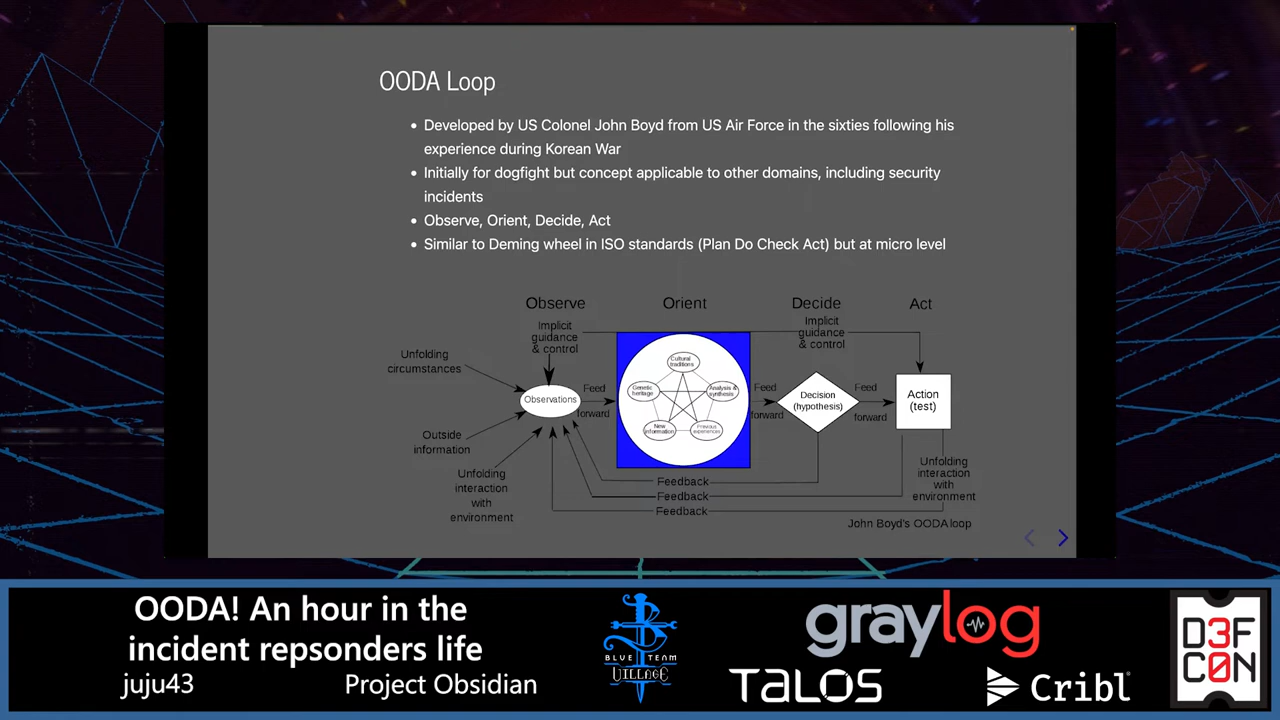 OODA Loop
Developed by US Colonel John Boyd from US Air Force in the sixties following his
experience during Korean War
Initially for dogfight but concept applicable to other domains, including security
incidents
Observe, Orient, Decide, Act
Similar to Deming wheel in ISO standards (Plan Do Check Act) but at micro level
Observe
Orient
Decide
Act
Implicit
guidance
& control
Implicit
guidance
& control
Unfolding
circumstances
Observations
Outside
information
Unfolding
interaction
with
environment
Feed
forward
Cultural
traditions
Genetic
heritage
Analysis &
synthesis
New
information
Previous
experiences
Feed
forward
Decision
(hypothesis)
Feed
forward
Action
(test)
Unfolding
interaction
with
environment
Feedback
Feedback
Feedback
John Boyd's OODA loop
OODA! An hour in the
incident repsonders life
juju43
Project Obsidian
BLUE TEAM
VILLAGE
graylog
TALOS
Cribl
D3F
C0N